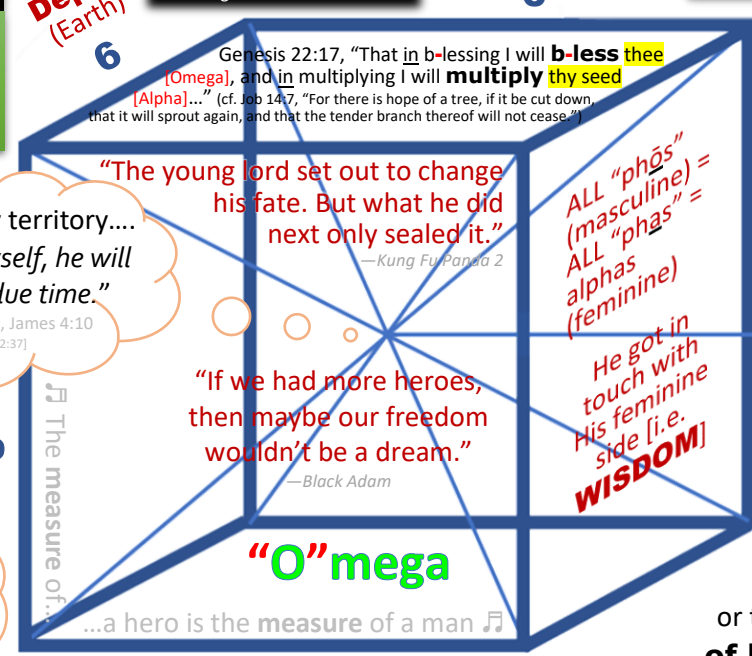 (Earth)
6
Genesis 22:17, “That in b-lessing I will b-less thee
[Omega], and in multiplying I will multiply thy seed
[Alpha]...” (cf. Job 14:7, “For there is hope of a tree, if it be cut down,
that it will sprout again, and that the tender branch thereof will not cease.”)
“The young lord set out to change
his fate. But what he did
next only sealed it.”
—Kung Fu Panda 2
territory….
he will
time.”
, James 4:10
2:37]
ALL “phōs”
(masculine) =
ALL “phas” =
alphas
(feminine)
He got in
touch with
His feminine
side [i.e.
WISDOM]
“If we had more heroes,
then maybe our freedom
wouldn’t be a dream.”
—Black Adam
♫ The measure of...
“O”mega
...a hero is the measure of a man ♫
or